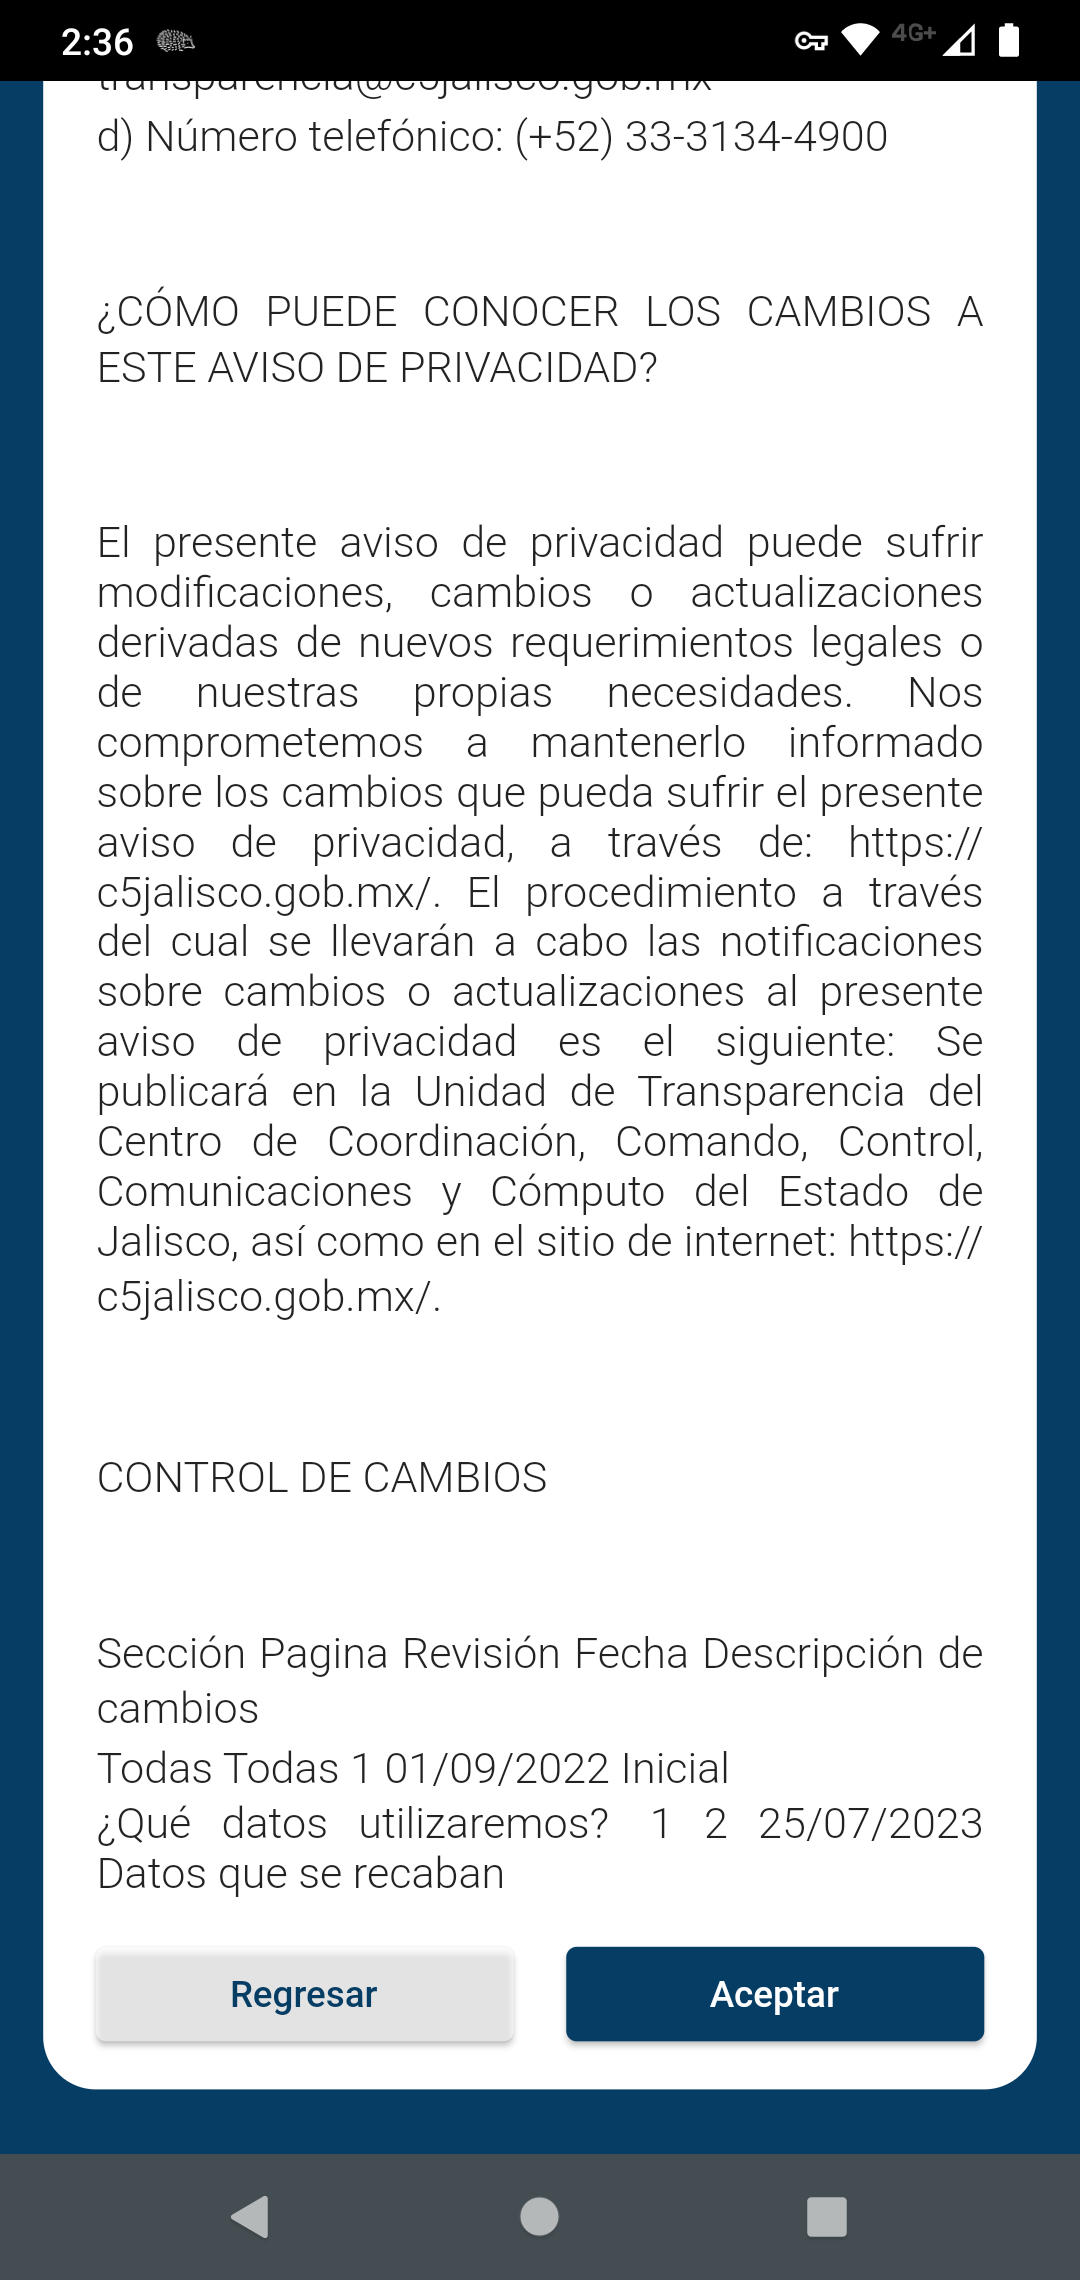 2:36
4G+
transparencia@c5jalisco.gob.mx
d) Número telefónico: (+52) 33-3134-4900
¿CÓMO PUEDE CONOCER LOS CAMBIOS A
ESTE AVISO DE PRIVACIDAD?
El presente aviso de privacidad puede sufrir
modificaciones, cambios o actualizaciones
derivadas de nuevos requerimientos legales o
de nuestras propias necesidades. Nos
comprometemos a mantenerlo informado
sobre los cambios que pueda sufrir el presente
aviso de privacidad, a través de: https://
c5jalisco.gob.mx/. El procedimiento a través
del cual se llevarán a cabo las notificaciones
sobre cambios o actualizaciones al presente
aviso de privacidad es el siguiente: Se
publicará en la Unidad de Transparencia del
Centro de Coordinación, Comando, Control,
Comunicaciones y Cómputo del Estado de
Jalisco, así como en el sitio de internet: https://
c5jalisco.gob.mx/.
CONTROL DE CAMBIOS
Sección Pagina Revisión Fecha Descripción de
cambios
Todas Todas 1 01/09/2022 Inicial
¿Qué datos utilizaremos? 1 2 25/07/2023
Datos que se recaban
Regresar
Aceptar